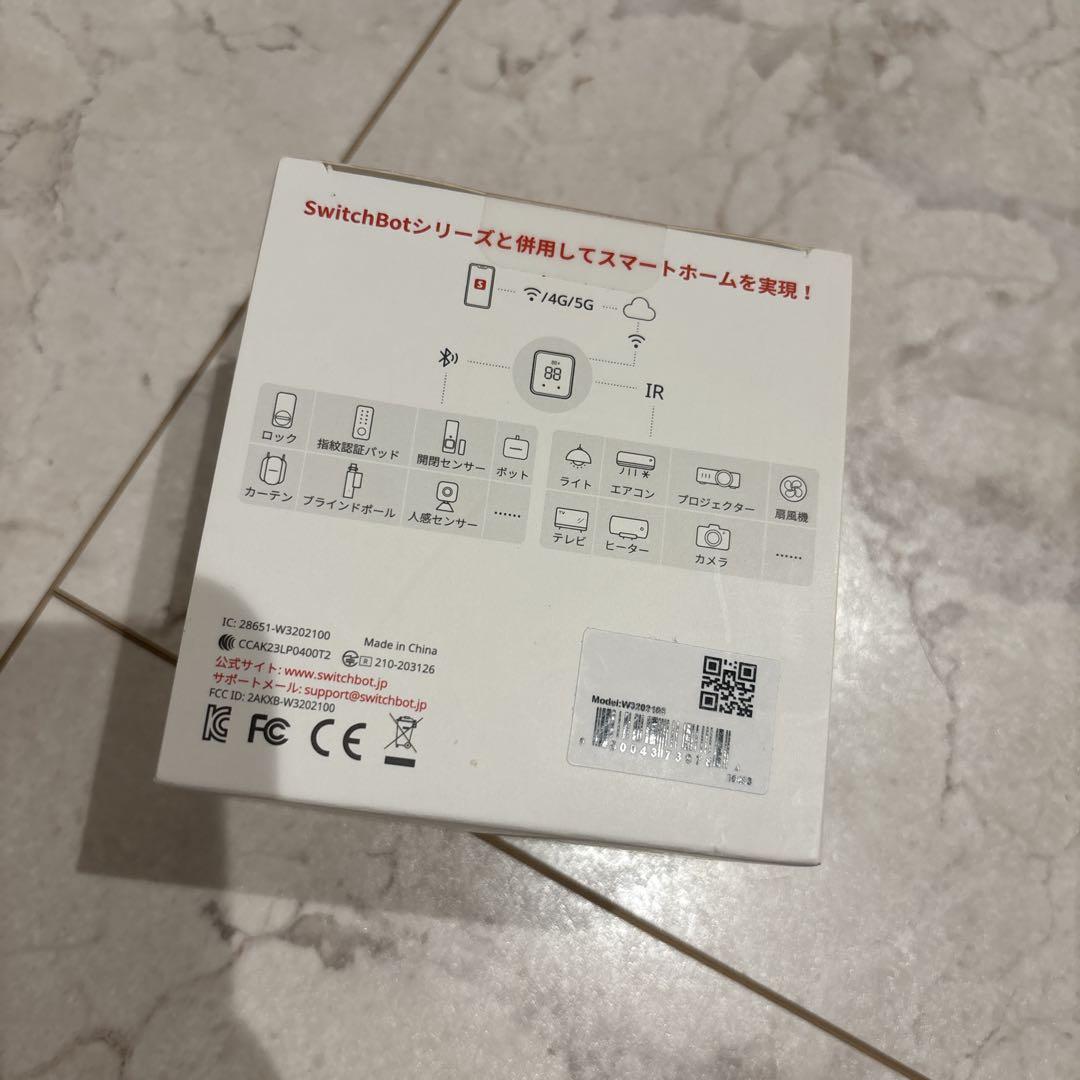 SwitchBotシリーズと併用してスマートホームを実現！
S
/4G/5G
88
IR
ロック
指紋認証パッド
開閉センサー
ボット
ライト
エアコン
プロジェクター
扇風機
カーテン
ブラインドポール
人感センサー
……
テレビ
ヒーター
カメラ
……
IC: 28651-W3202100
Made in China
CCAK23LP0400T2
R 210-203126
公式サイト: www.switchbot.jp
サポートメール: support@switchbot.jp
FCC ID: 2AKXB-W3202100
FC CE